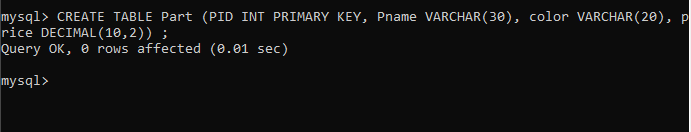 mysql> CREATE TABLE Part (PID INT PRIMARY KEY, Pname VARCHAR(30), color VARCHAR(20), p
rice DECIMAL(10,2)) ;
Query OK, 0 rows affected (0.01 sec)
mysql>